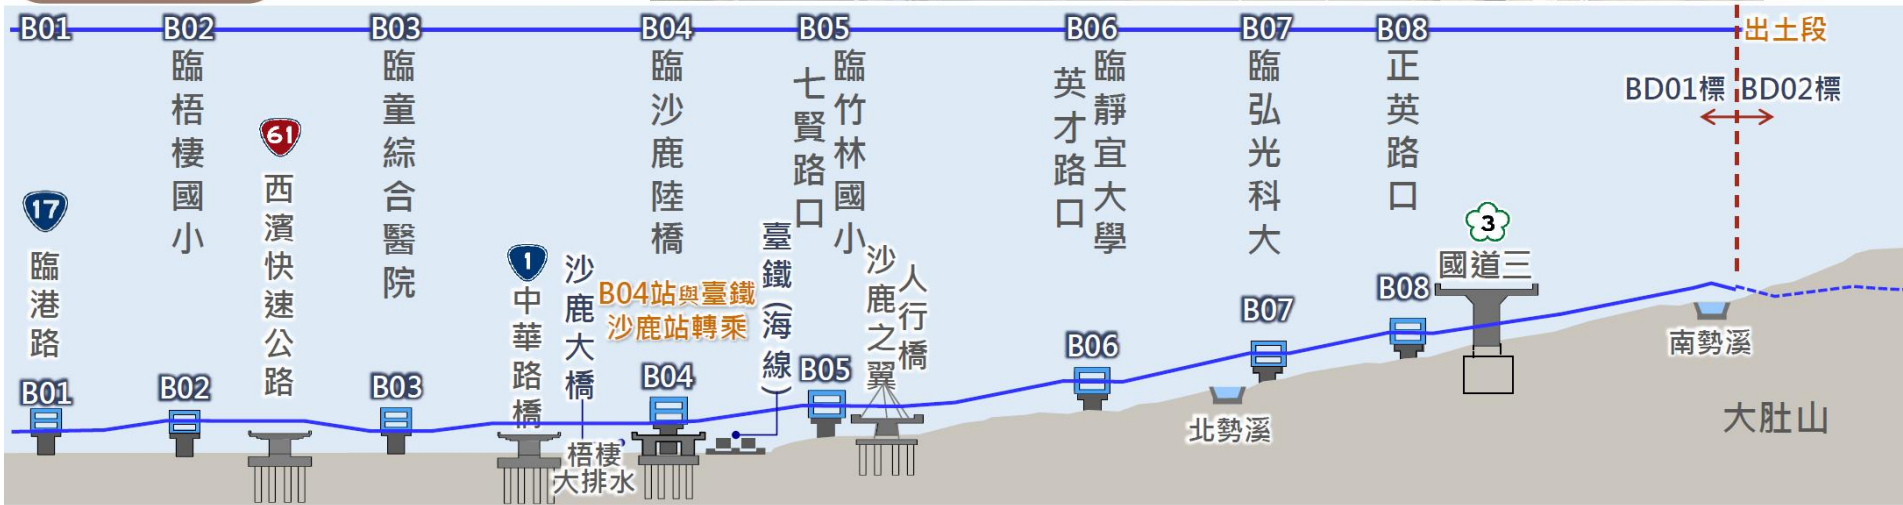 B01
B02
B03
B04
B05
B06
B07
B08
出土段
BD01標
BD02標
17
臨港路
臨梧棲國小
61
西濱快速公路
臨童綜合醫院
1
中華路橋
沙鹿大橋
梧棲
大排水
臨沙鹿陸橋
B04站與臺鐵
沙鹿站轉乘
臺鐵(海線)
七賢路口
臨竹林國小
沙鹿之翼
人行橋
英才路口
臨靜宜大學
北勢溪
臨弘光科大
正英路口
3
國道三
南勢溪
大肚山
B01
B02
B03
B04
B05
B06
B07
B08